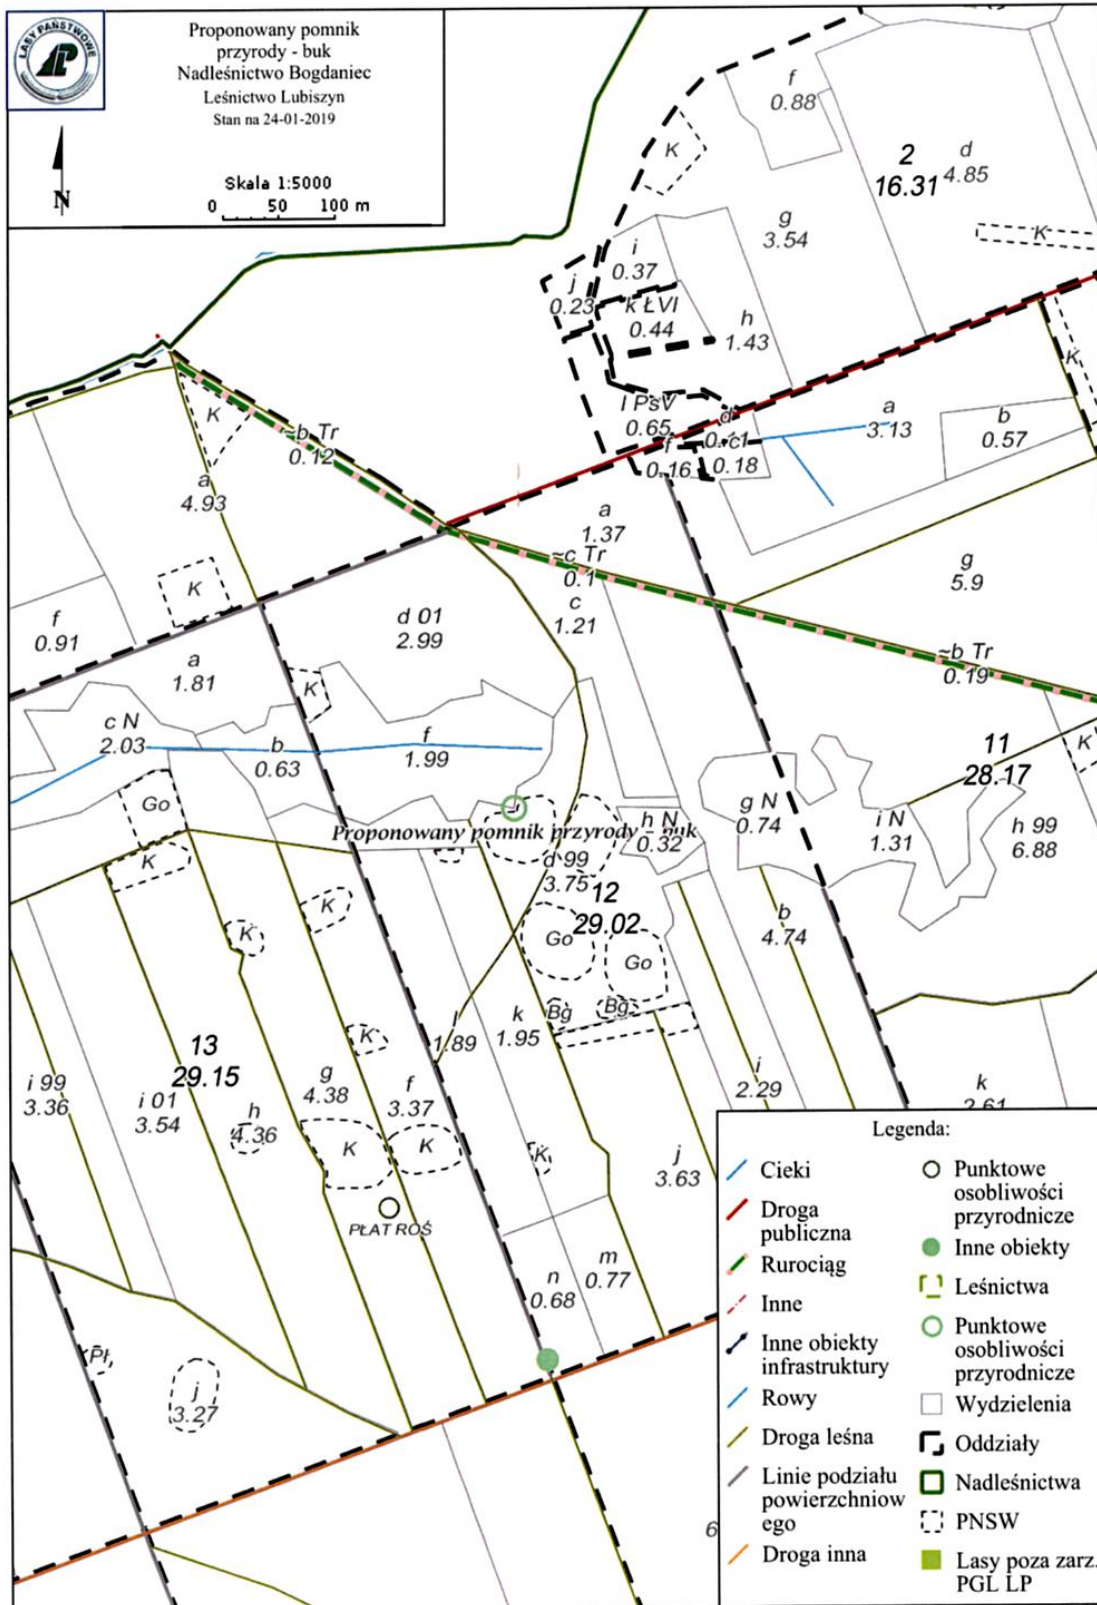 LASY PAŃSTWOWE
Proponowany pomnik
przyrody - buk
Nadleśnictwo Bogdaniec
Leśnictwo Lubiszyn
Stan na 24-01-2019
N
Skala 1:5000
0 50 100 m
f
0.88
K
2
16.31
d
4.85
g
3.54
K
i
0.37
j
0.23
k ŁVI
0.44
h
1.43
K
l PsV
0.65
d
f
0.16
c
0.18
a
3.13
b
0.57
K
~b Tr
0.12
a
4.93
a
1.37
~c Tr
0.1
g
5.9
K
f
0.91
d 01
2.99
c
1.21
~b Tr
0.19
a
1.81
K
c N
2.03
b
0.63
f
1.99
11
28.17
K
Go
g N
0.74
i N
1.31
h 99
6.88
Proponowany pomnik przyrody - buk
h N
0.32
K
d 99
3.75
12
29.02
K
K
Go
Go
b
4.74
Bg
Bg
K
l
1.89
k
1.95
13
29.15
i 99
3.36
i 01
3.54
h
4.36
g
4.38
f
3.37
i
2.29
k
2.61
K
K
K
j
3.63
PŁAT ROŚ
n
0.68
m
0.77
Pł
j
3.27
6
Legenda:
Cieki
Droga
publiczna
Rurociąg
Inne
Inne obiekty
infrastruktury
Rowy
Droga leśna
Linie podziału
powierzchniow
ego
Droga inna
Punktowe
osobliwości
przyrodnicze
Inne obiekty
Leśnictwa
Punktowe
osobliwości
przyrodnicze
Wydzielenia
Oddziały
Nadleśnictwa
PNSW
Lasy poza zarz.
PGL LP